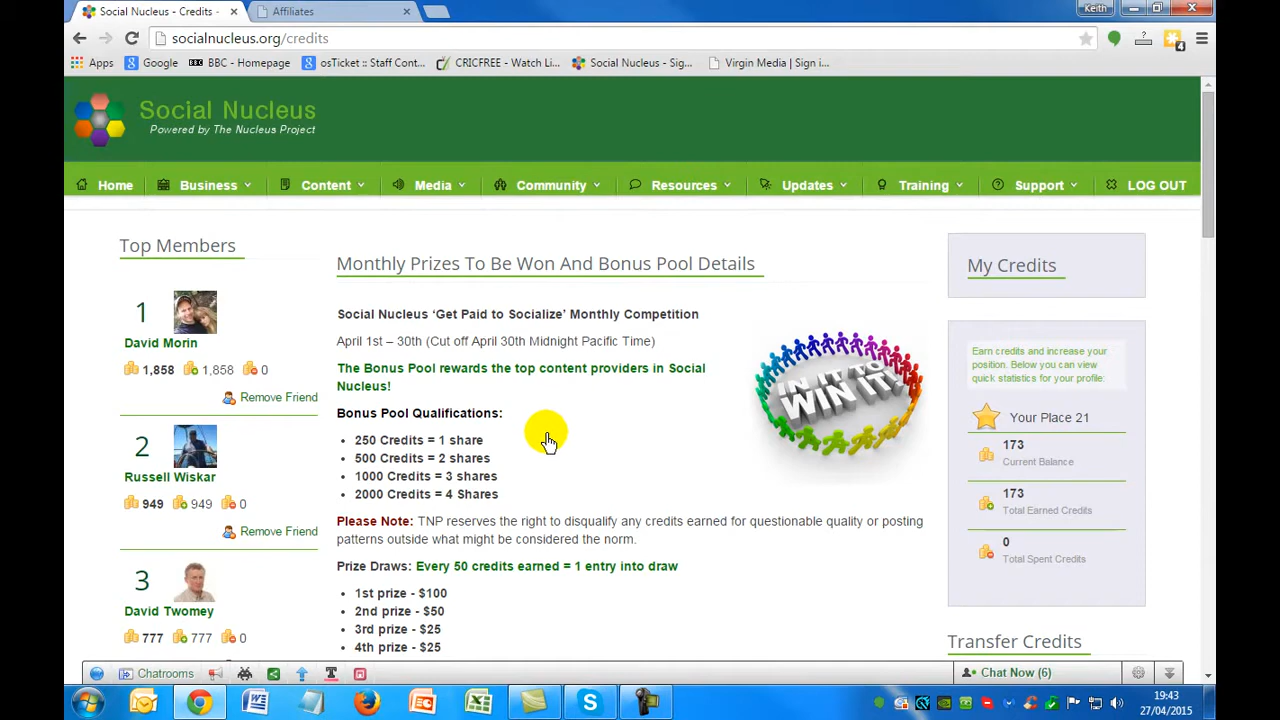 Social Nucleus - Credits -
Affiliates
Keith
socialnucleus.org/credits
4
Apps
Google
BBC - Homepage
osTicket :: Staff Cont...
CRICFREE - Watch Li...
Social Nucleus - Sig...
Virgin Media | Sign i...
Social Nucleus
Powered by The Nucleus Project
Home
Business
Content
Media
Community
Resources
Updates
Training
Support
LOG OUT
Top Members
1
David Morin
1,858 1,858 0
Remove Friend
2
Russell Wiskar
949 949 0
Remove Friend
3
David Twomey
777 777 0
Monthly Prizes To Be Won And Bonus Pool Details
Social Nucleus ‘Get Paid to Socialize’ Monthly Competition
April 1st – 30th (Cut off April 30th Midnight Pacific Time)
The Bonus Pool rewards the top content providers in Social
Nucleus!
Bonus Pool Qualifications:
250 Credits = 1 share
500 Credits = 2 shares
1000 Credits = 3 shares
2000 Credits = 4 Shares
IN IT TO
WIN IT!
Please Note: TNP reserves the right to disqualify any credits earned for questionable quality or posting
patterns outside what might be considered the norm.
Prize Draws: Every 50 credits earned = 1 entry into draw
1st prize - $100
2nd prize - $50
3rd prize - $25
4th prize - $25
My Credits
Earn credits and increase your
position. Below you can view
quick statistics for your profile:
Your Place 21
173
Current Balance
173
Total Earned Credits
0
Total Spent Credits
Transfer Credits
Chatrooms
Chat Now (6)
19:43
27/04/2015